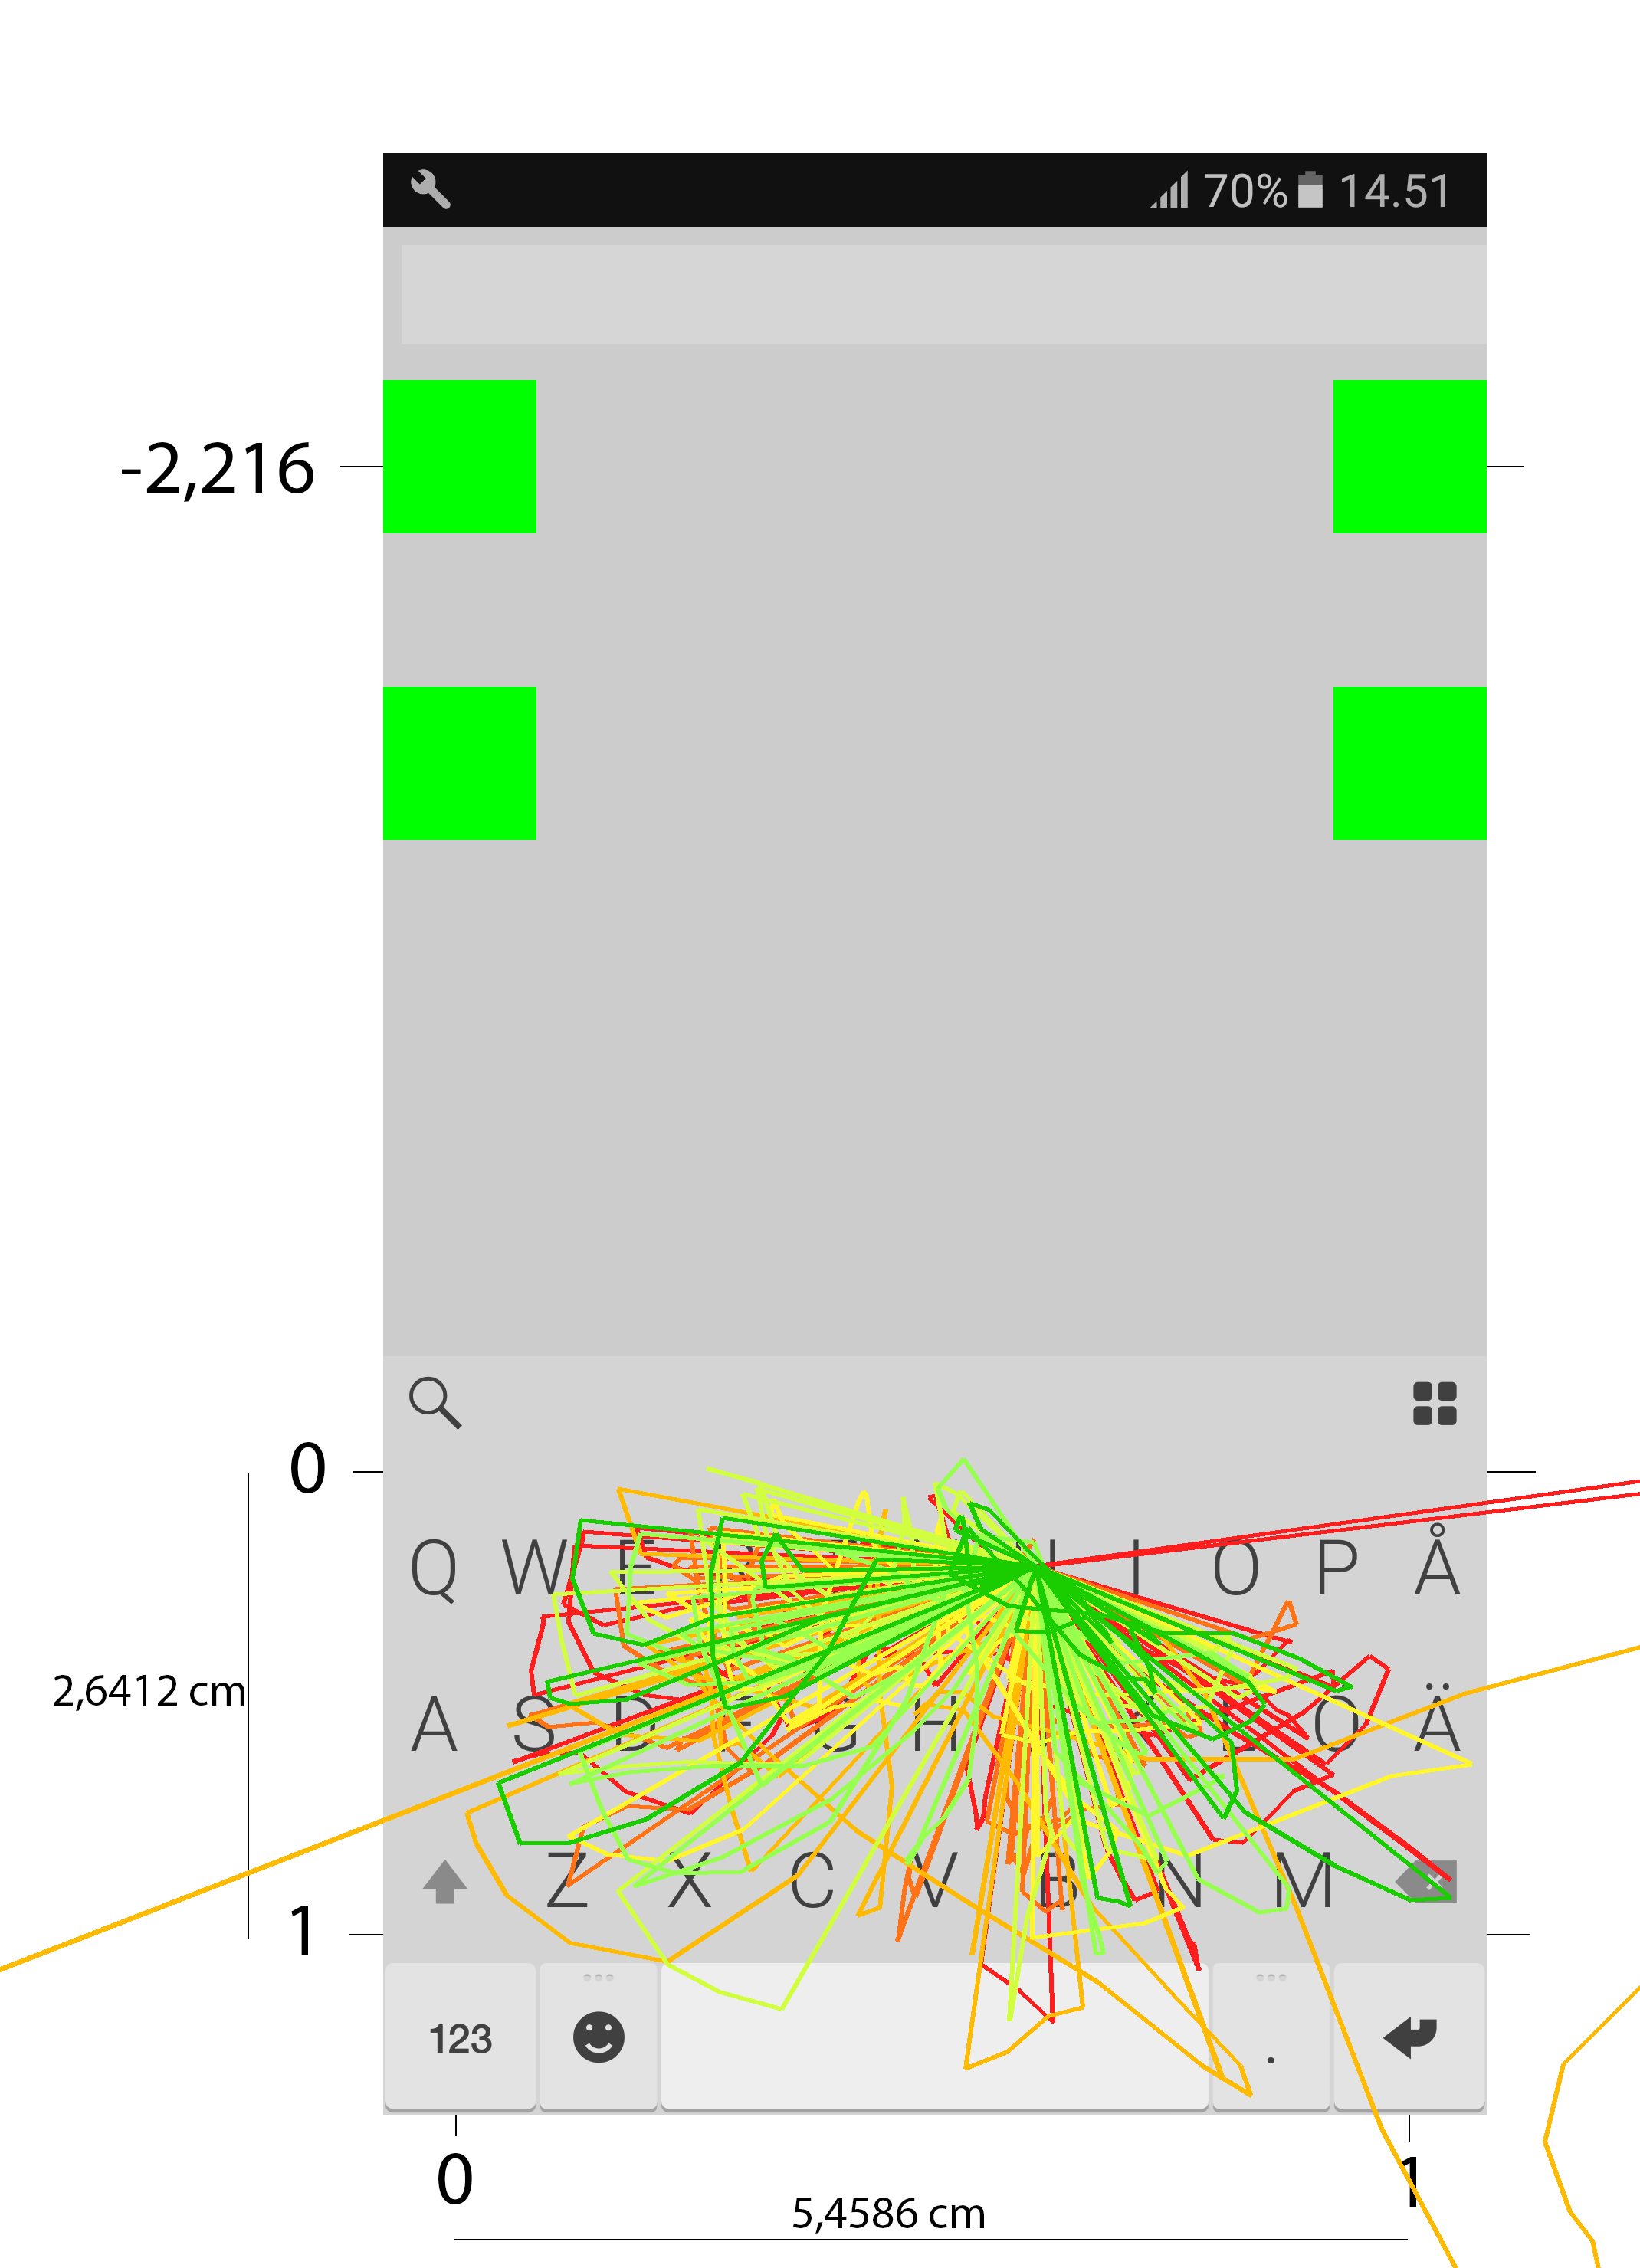 70% 14.51
-2,216
0
Q W E I O P Å
A S D G H L Ö Ä
2,6412 cm
Z X C V B N M
1
123 .
0 1
5,4586 cm